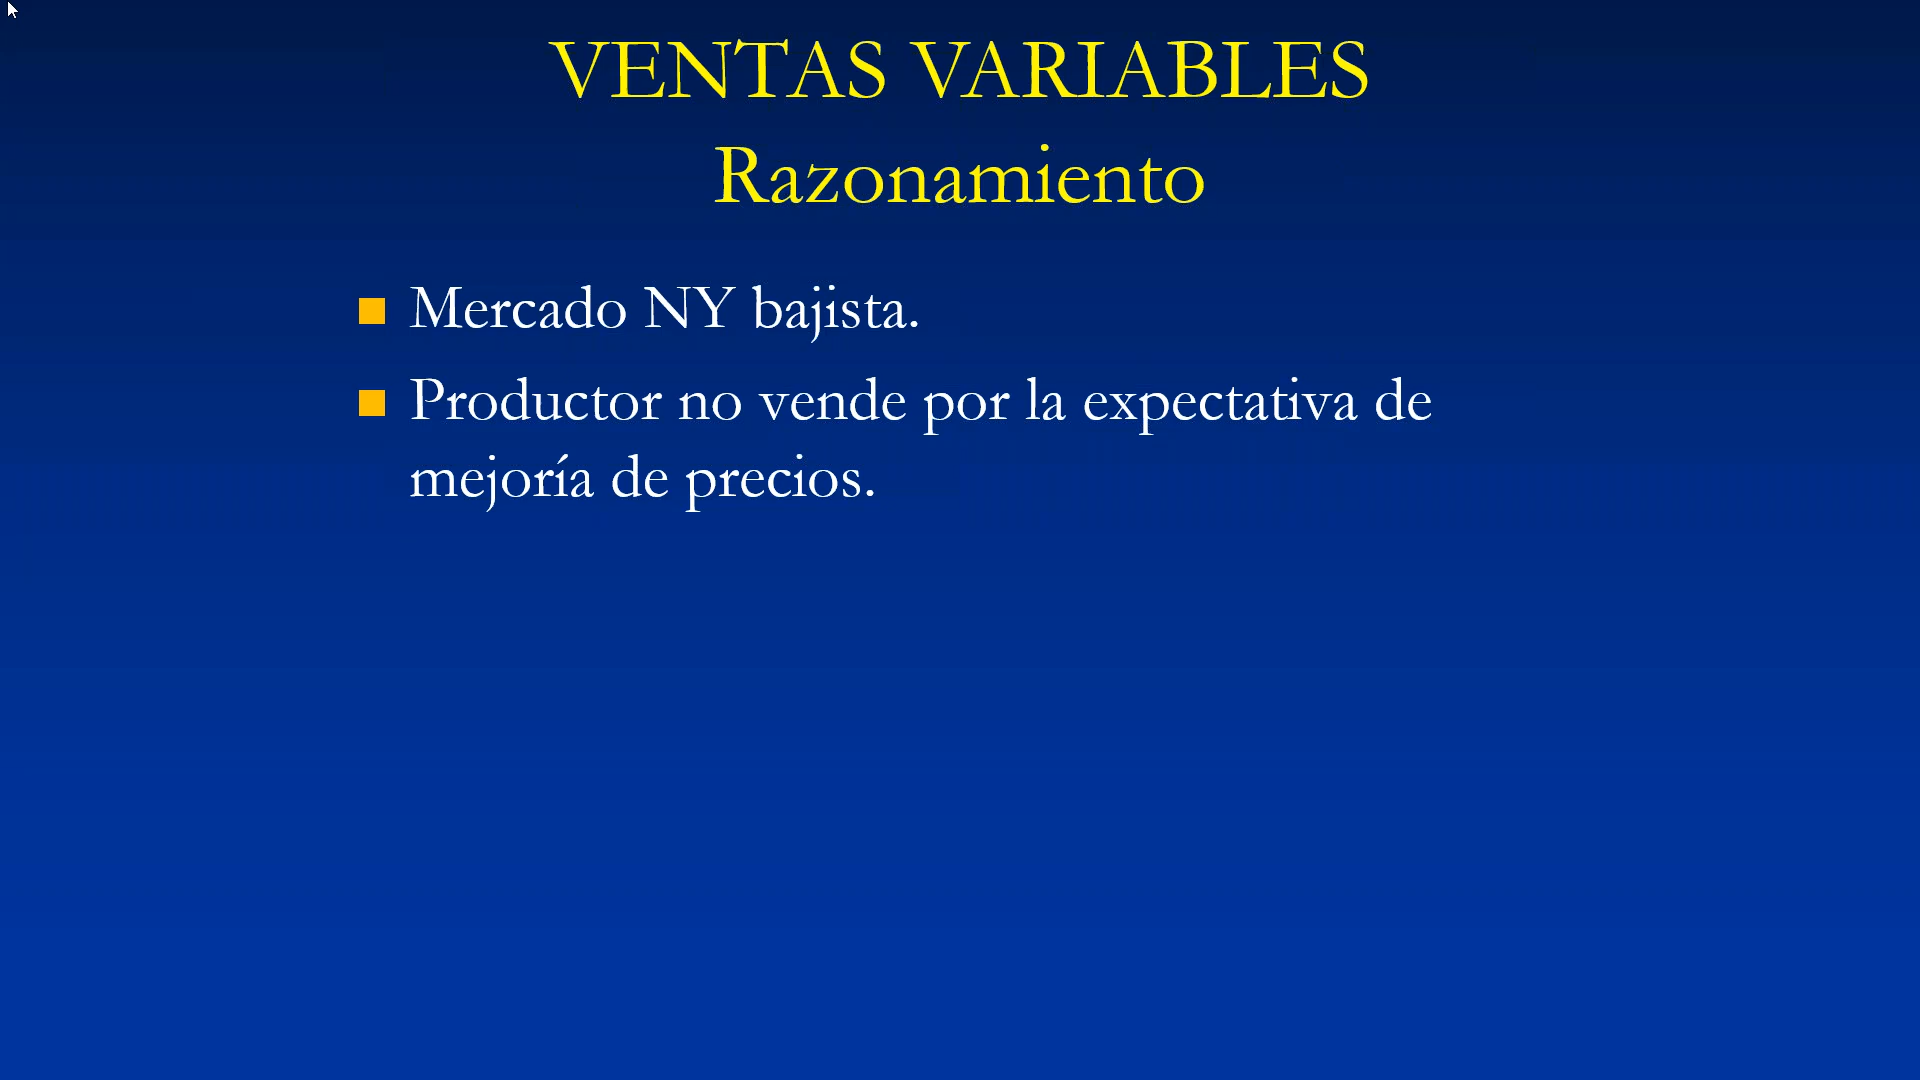 VENTAS VARIABLES
Razonamiento
Mercado NY bajista.
Productor no vende por la expectativa de
mejoría de precios.